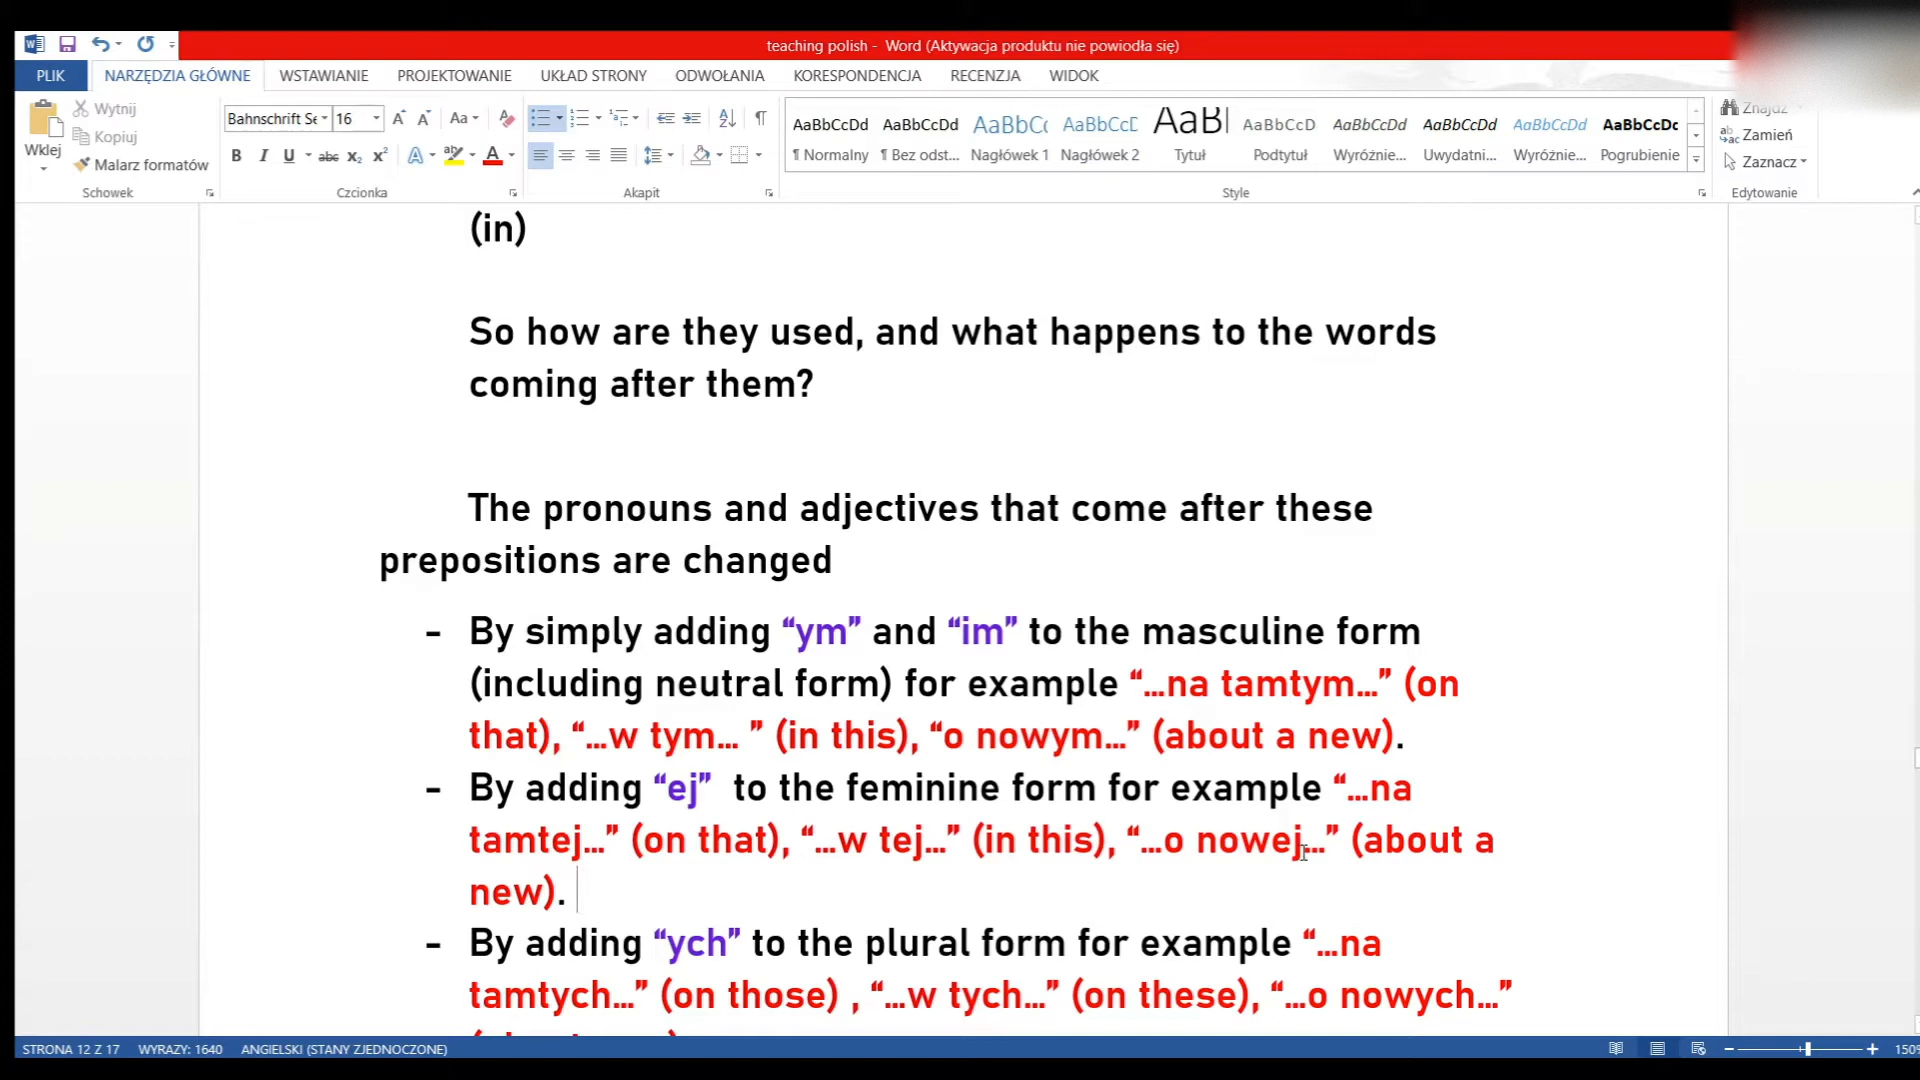 teaching polish - Word (Aktywacja produktu nie powiodła się)
PLIK NARZĘDZIA GŁÓWNE WSTAWIANIE PROJEKTOWANIE UKŁAD STRONY ODWOŁANIA KORESPONDENCJA RECENZJA WIDOK
Wklej
Wytnij
Kopiuj
Malarz formatów
Schowek
Bahnschrift Se 16
Czcionka
Akapit
AaBbCcDd AaBbCcDd AaBbCc AaBbCcD AaB AaBbCcD AaBbCcDd AaBbCcDd AaBbCcDd AaBbCcDc
¶ Normalny ¶ Bez odst... Nagłówek 1 Nagłówek 2 Tytuł Podtytuł Wyróżnie... Uwydatni... Wyróżnie... Pogrubienie
Style
Znajdź
Zamień
Zaznacz
Edytowanie
(in)
So how are they used, and what happens to the words
coming after them?
The pronouns and adjectives that come after these
prepositions are changed
- By simply adding “ym” and “im” to the masculine form
(including neutral form) for example “…na tamtym…” (on
that), “…w tym… ” (in this), “o nowym…” (about a new).
- By adding “ej”  to the feminine form for example “…na
tamtej…” (on that), “…w tej…” (in this), “…o nowej…” (about a
new).
- By adding “ych” to the plural form for example “…na
tamtych…” (on those) , “…w tych…” (on these), “…o nowych…”
STRONA 12 Z 17 WYRAZY: 1640 ANGIELSKI (STANY ZJEDNOCZONE) 150%